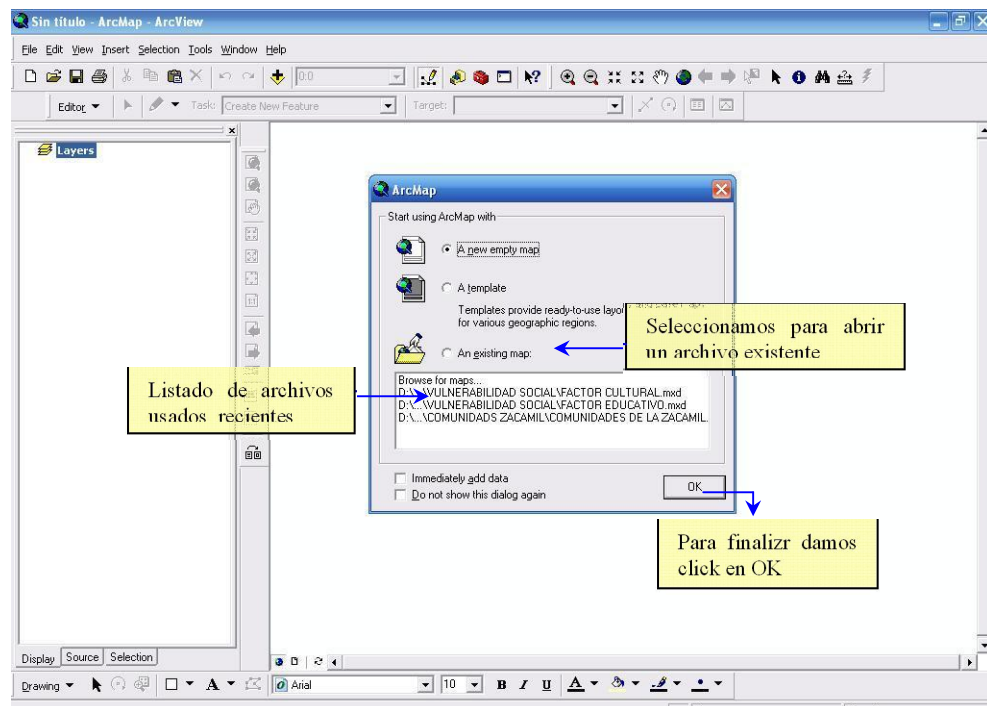 Sin título - ArcMap - ArcView
File Edit View Insert Selection Tools Window Help
0:0
Editor Task: Create New Feature Target:
Layers
ArcMap
Start using ArcMap with
A new empty map
A template
Templates provide ready-to-use
for various geographic regions.
Seleccionamos para abrir
un archivo existente
An existing map:
Listado de archivos
usados recientes
Browse for maps...
D:\...\VULNERABILIDAD SOCIAL\FACTOR CULTURAL.mxd
D:\...\VULNERABILIDAD SOCIAL\FACTOR EDUCATIVO.mxd
D:\...\COMUNIDADS ZACAMIL\COMUNIDADES DE LA ZACAMIL.
Immediately add data
Do not show this dialog again
OK
Para finalizr damos
click en OK
Display Source Selection
Drawing A Arial 10 B I U A